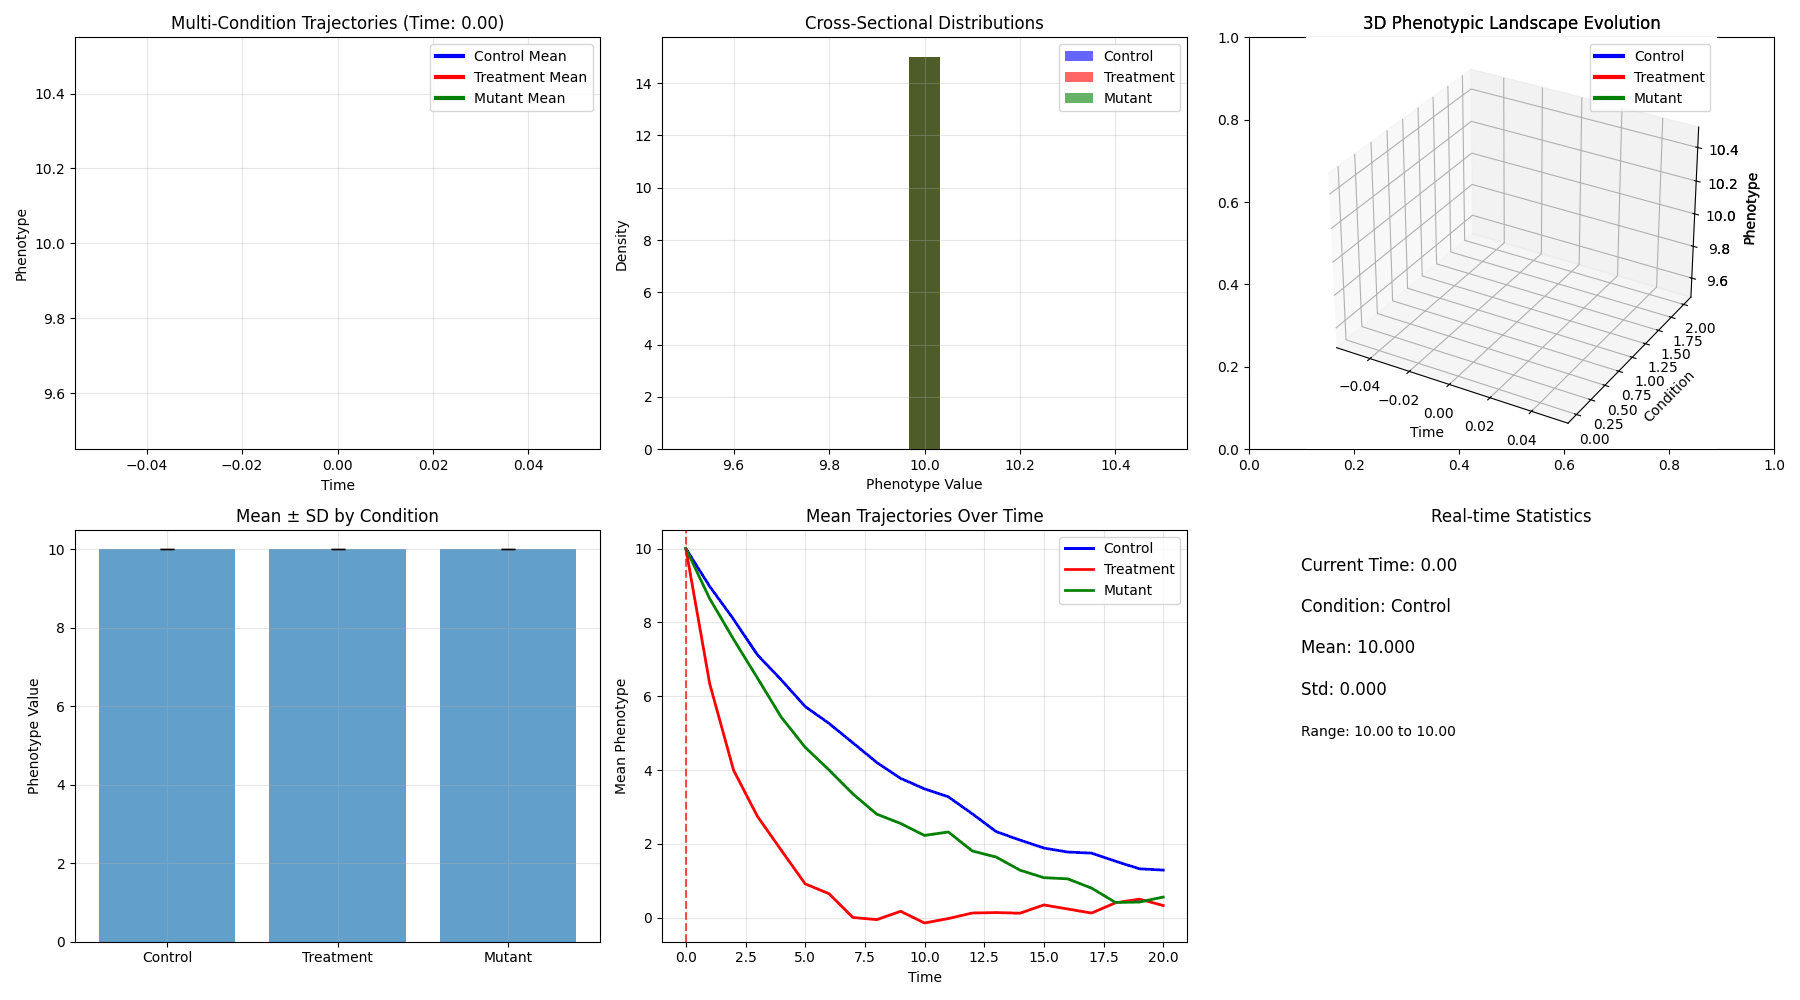 Multi-Condition Trajectories (Time: 0.00)
Control Mean
Treatment Mean
Mutant Mean
Phenotype
10.4
10.2
10.0
9.8
9.6
−0.04
−0.02
0.00
0.02
0.04
Time
Cross-Sectional Distributions
Control
Treatment
Mutant
Density
14
12
10
8
6
4
2
0
9.6
9.8
10.0
10.2
10.4
Phenotype Value
3D Phenotypic Landscape Evolution
Control
Treatment
Mutant
1.0
0.8
0.6
0.4
0.2
0.0
0.0
0.2
0.4
0.6
0.8
1.0
10.4
10.2
10.0
9.8
9.6
Phenotype
2.00
1.75
1.50
1.25
1.00
0.75
0.50
0.25
0.00
Condition
−0.04
−0.02
0.00
0.02
0.04
Time
Mean ± SD by Condition
Phenotype Value
10
8
6
4
2
0
Control
Treatment
Mutant
Mean Trajectories Over Time
Control
Treatment
Mutant
Mean Phenotype
10
8
6
4
2
0
0.0
2.5
5.0
7.5
10.0
12.5
15.0
17.5
20.0
Time
Real-time Statistics
Current Time: 0.00
Condition: Control
Mean: 10.000
Std: 0.000
Range: 10.00 to 10.00